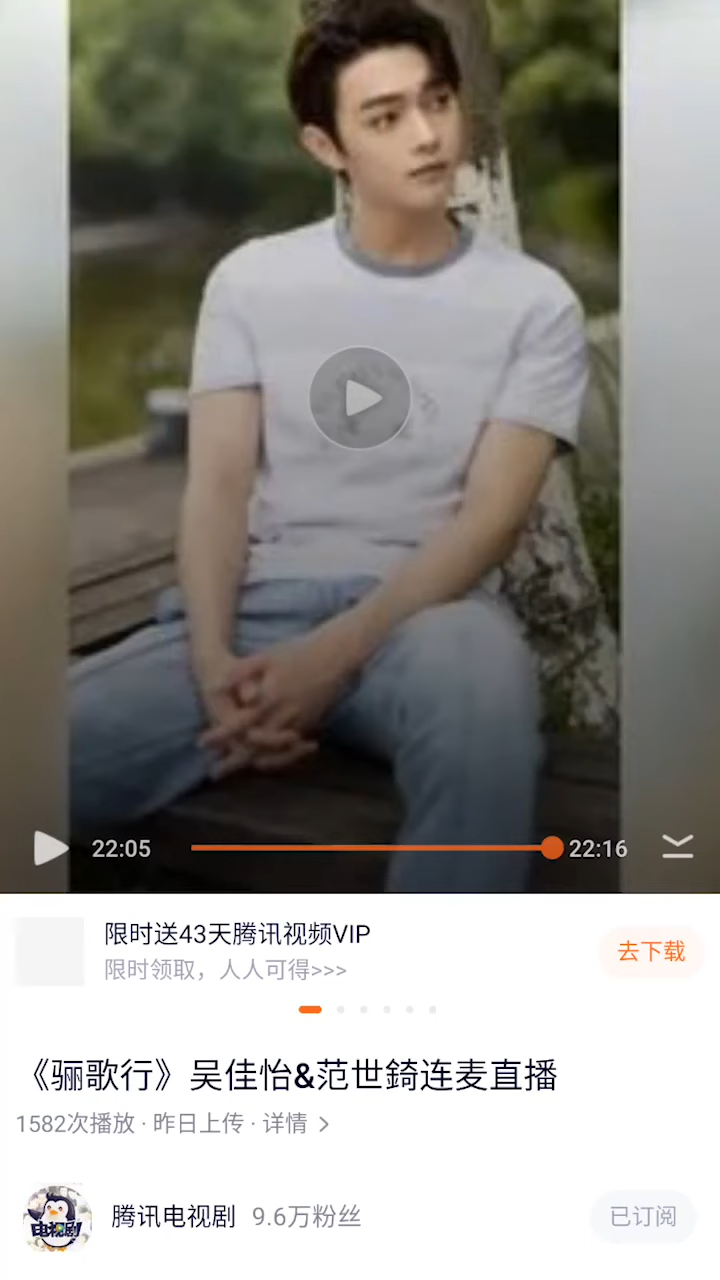 22:05
22:16
限时送43天腾讯视频VIP
限时领取，人人可得>>>
去下载
《骊歌行》吴佳怡&范世錡连麦直播
1582次播放 · 昨日上传 · 详情 >
电视剧
腾讯电视剧 9.6万粉丝
已订阅